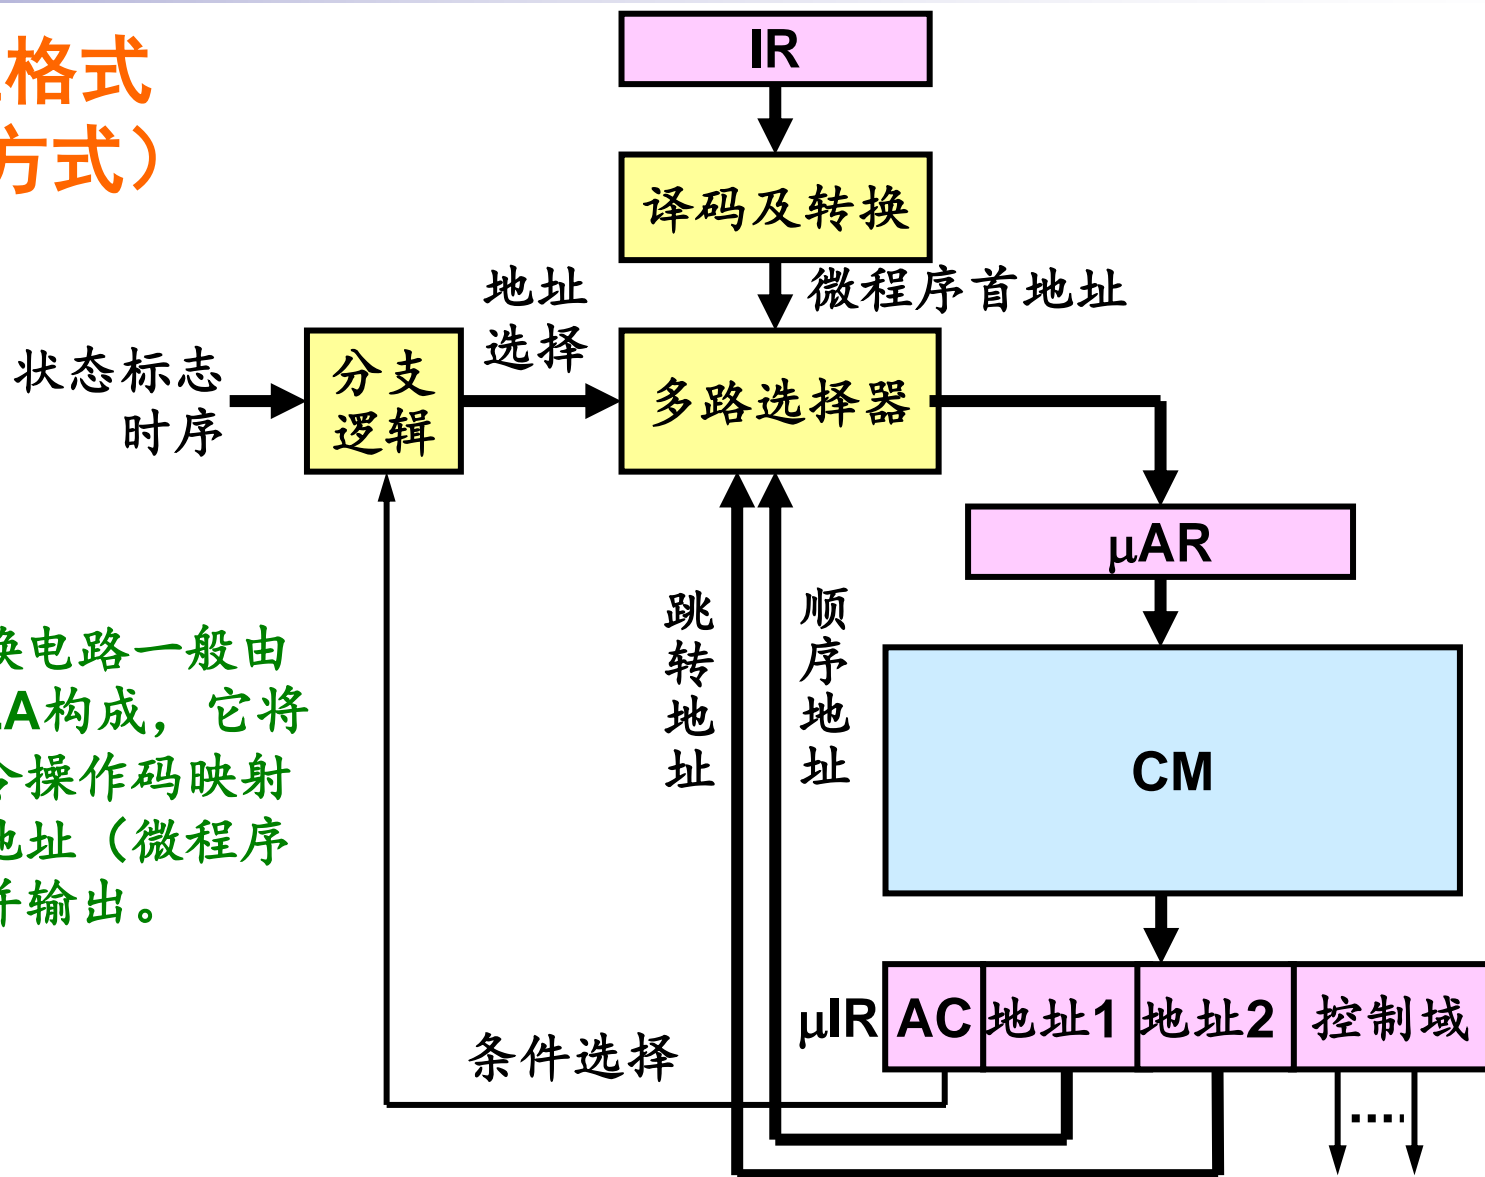 格式
方式）
IR
译码及转换
微程序首地址
地址
选择
状态标志
时序
分支
逻辑
多路选择器
μAR
跳转地址
顺序地址
换电路一般由
A构成，它将
令操作码映射
地址（微程序
并输出。
CM
μIR AC 地址1 地址2 控制域
条件选择